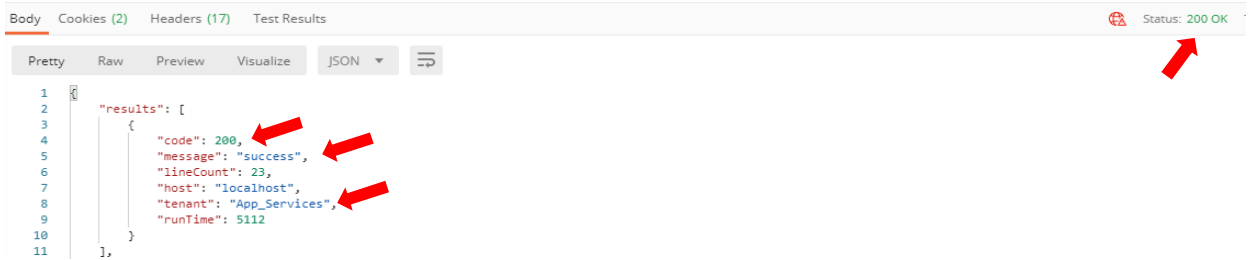 Body Cookies (2) Headers (17) Test Results Status: 200 OK
Pretty Raw Preview Visualize JSON
1 {
2 "results": [
3 {
4 "code": 200,
5 "message": "success",
6 "lineCount": 23,
7 "host": "localhost",
8 "tenant": "App_Services",
9 "runTime": 5112
10 }
11 ],